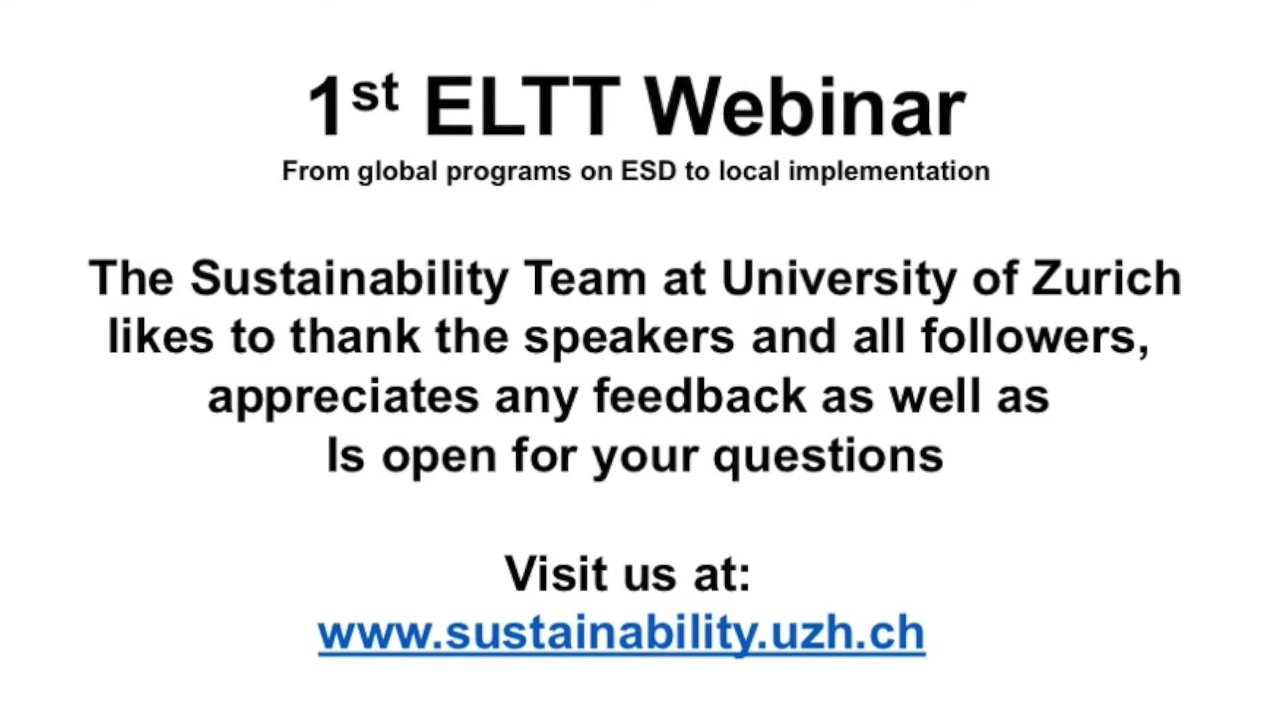 1st ELTT Webinar
From global programs on ESD to local implementation
The Sustainability Team at University of Zurich
likes to thank the speakers and all followers,
appreciates any feedback as well as
Is open for your questions
Visit us at:
www.sustainability.uzh.ch